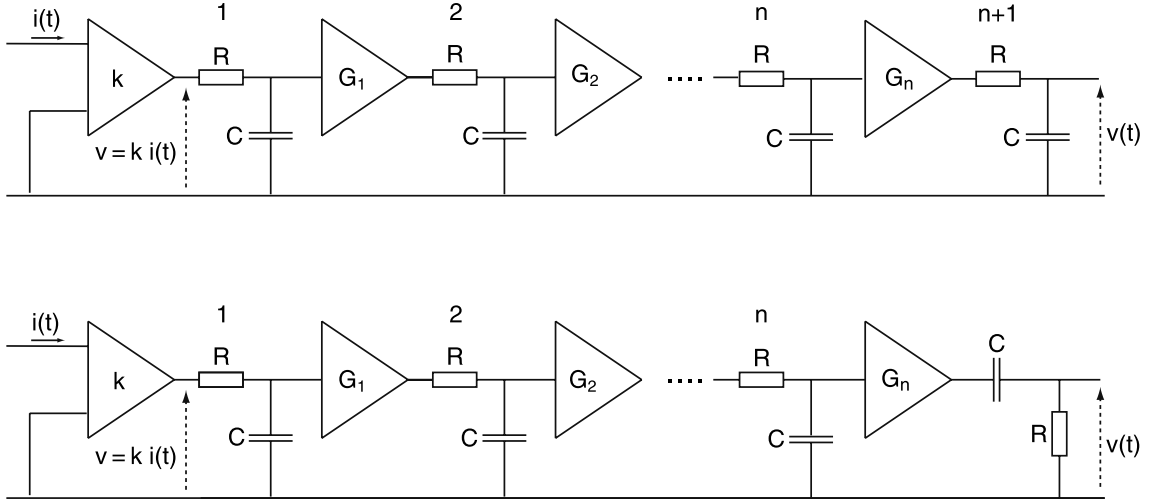 i(t) 1 2 n n+1
R R R R
k G1 G2 .... Gn
C C C C
v = k i(t) v(t)
i(t) 1 2 n C
R R R
k G1 G2 .... Gn
C C C R
v = k i(t) v(t)